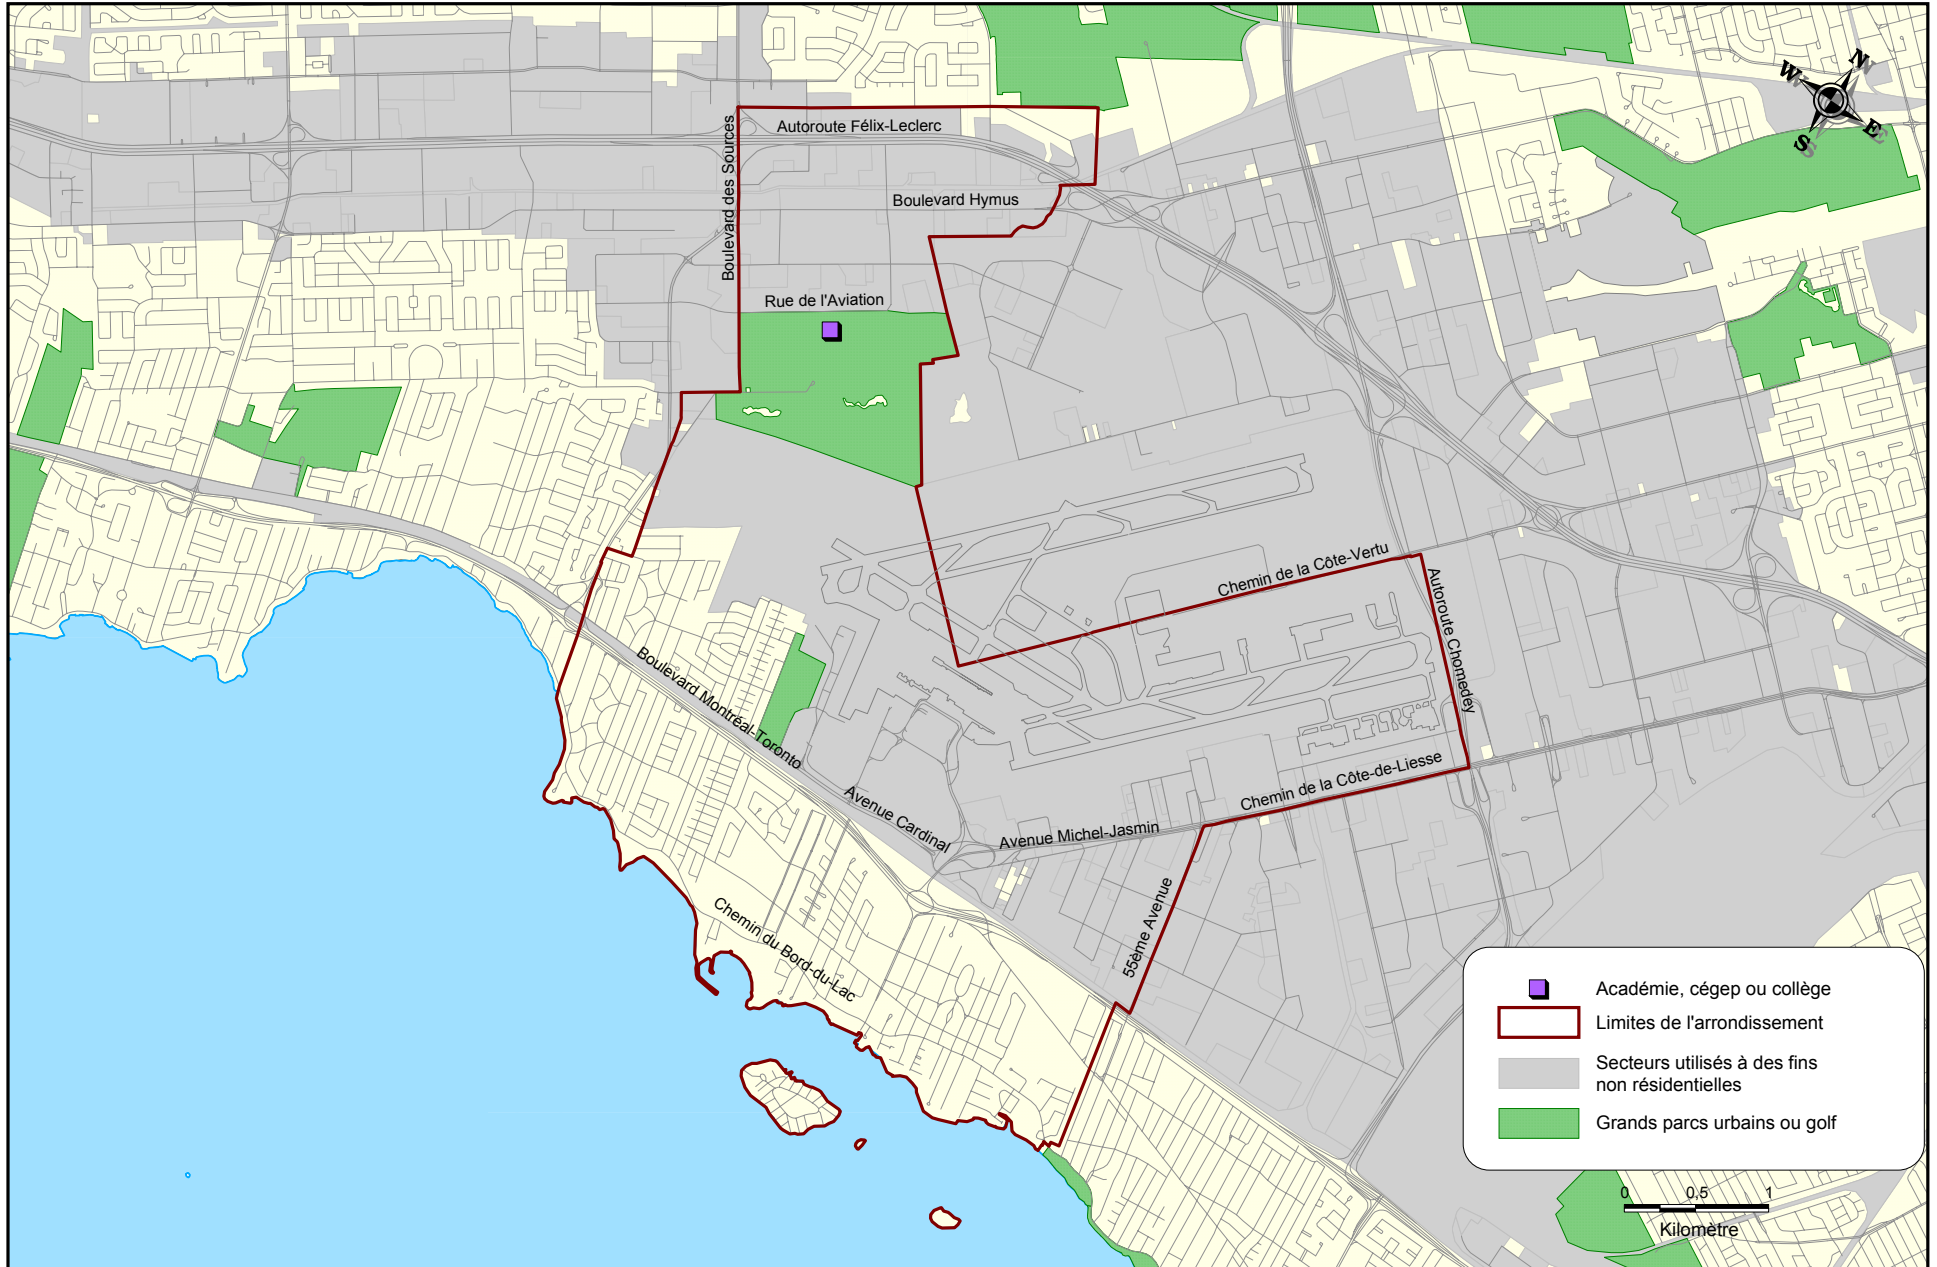 N
W
E
S
Autoroute Félix-Leclerc
Boulevard des Sources
Boulevard Hymus
Rue de l'Aviation
Chemin de la Côte-Vertu
Autoroute Chomedey
Boulevard Montréal-Toronto
Chemin de la Côte-de-Liesse
Avenue Cardinal
Avenue Michel-Jasmin
55ème Avenue
Chemin du Bord-du-Lac
Académie, cégep ou collège
Limites de l'arrondissement
Secteurs utilisés à des fins
non résidentielles
Grands parcs urbains ou golf
0 0,5 1
Kilomètre